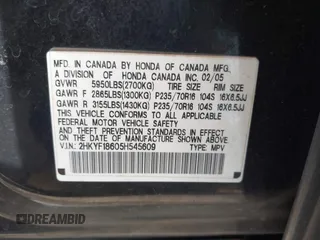 MFD. IN CANADA BY HONDA OF CANADA MFG.
A DIVISION OF HONDA CANADA INC. 02/05
GVWR 5950LBS(2700KG) TIRE SIZE RIM SIZE
GAWR F 2865LBS(1300KG) P235/70R16 104S 16X6.5JJ
GAWR R 3155LBS(1430KG) P235/70R16 104S 16X6.5JJ
THIS VEHICLE CONFORMS TO ALL APPLICABLE
FEDERAL MOTOR VEHICLE SAFETY
STANDARDS IN EFFECT ON THE DATE OF
MANUFACTURE SHOWN ABOVE.
V.I.N.: 2HKYF18605H545609 TYPE: MPV
DREAMBID